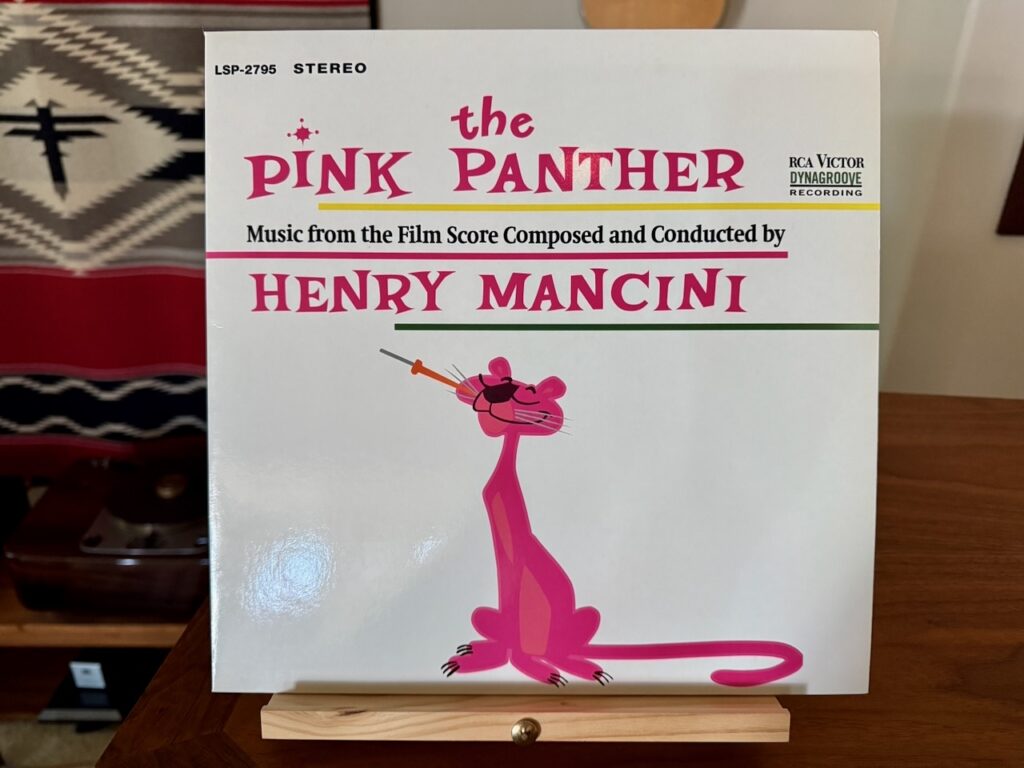 LSP-2795 STEREO
the
PINK PANTHER
RCA VICTOR
DYNAGROOVE
RECORDING
Music from the Film Score Composed and Conducted by
HENRY MANCINI